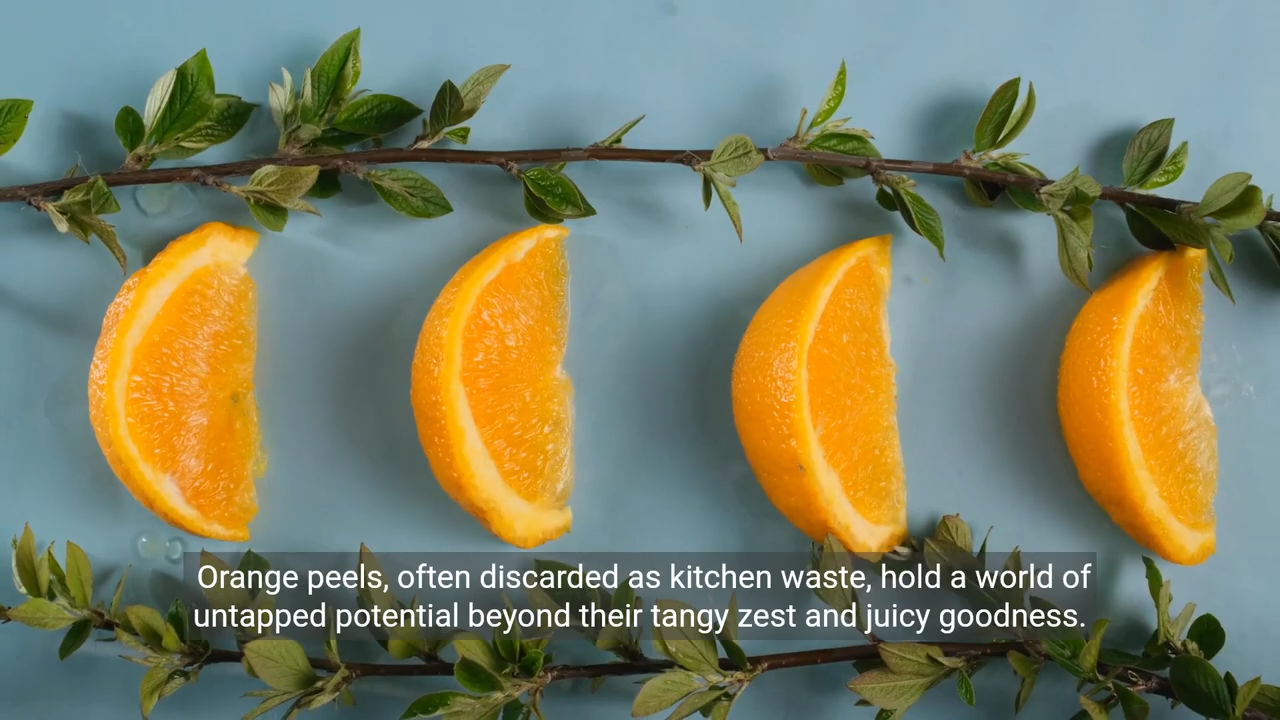 Orange peels, often discarded as kitchen waste, hold a world of
untapped potential beyond their tangy zest and juicy goodness.